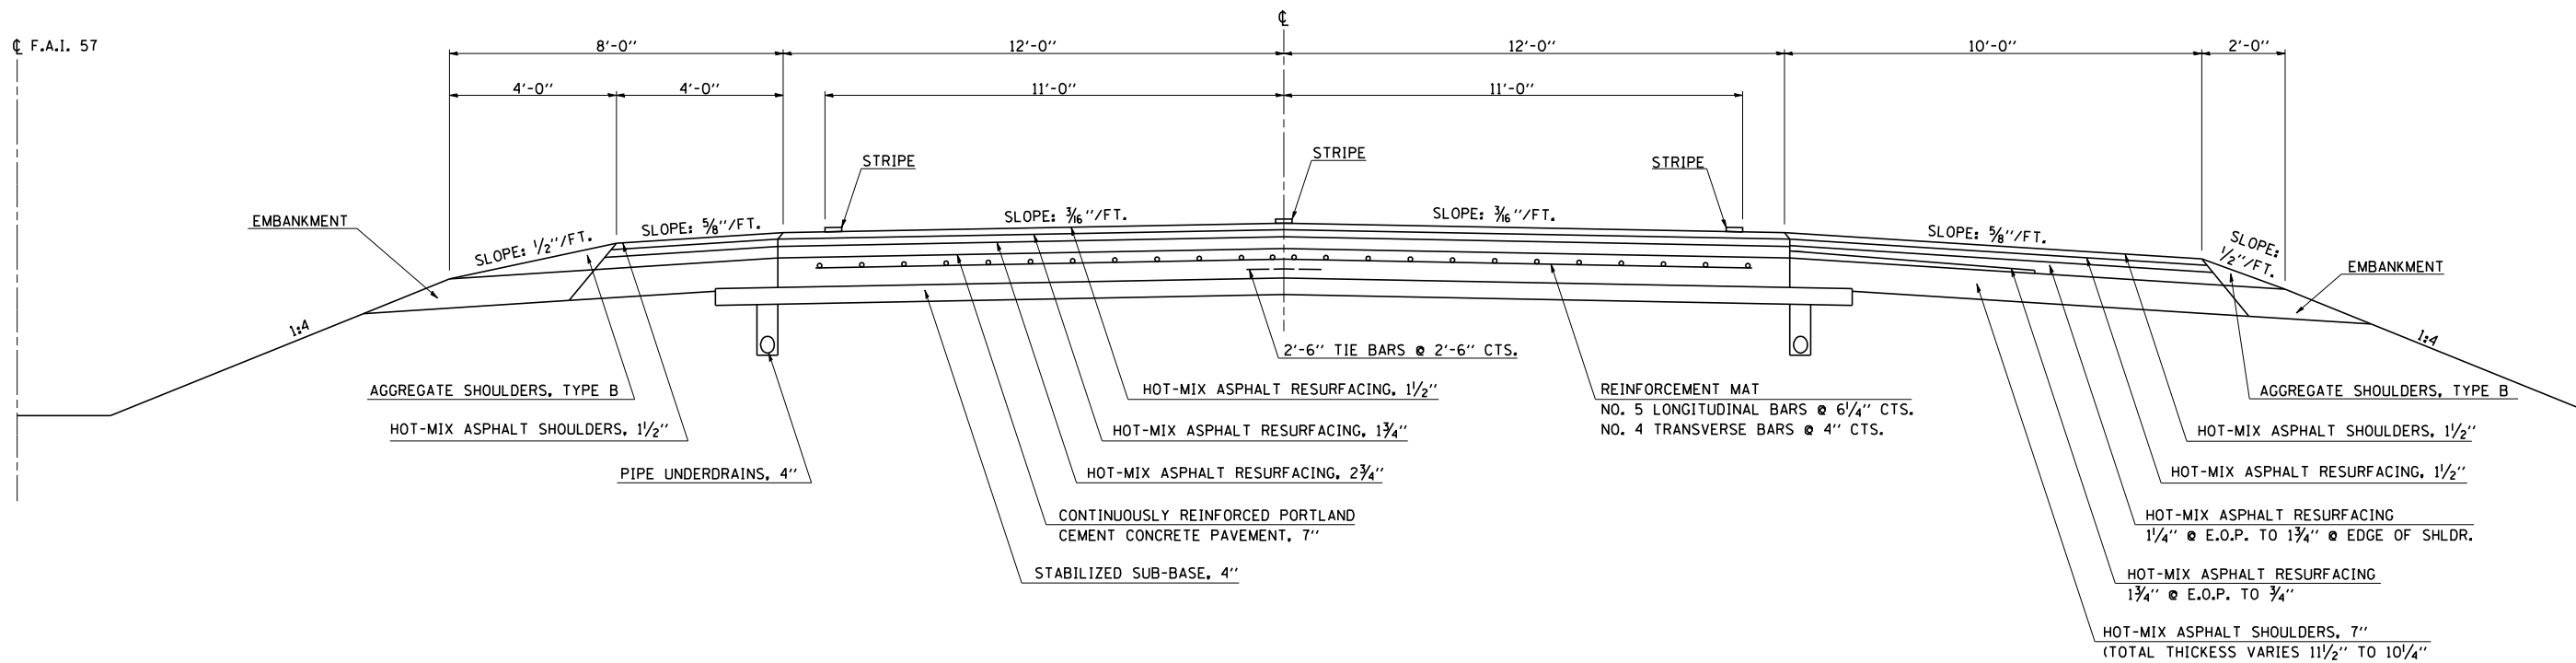 ℄
℄ F.A.I. 57
8'-0"
12'-0"
12'-0"
10'-0"
2'-0"
4'-0"
4'-0"
11'-0"
11'-0"
STRIPE
STRIPE
STRIPE
EMBANKMENT
SLOPE: 1/2"/FT.
SLOPE: 5/8"/FT.
SLOPE: 3/16"/FT.
SLOPE: 3/16"/FT.
SLOPE: 5/8"/FT.
SLOPE:
1/2"/FT.
EMBANKMENT
1:4
1:4
2'-6" TIE BARS @ 2'-6" CTS.
AGGREGATE SHOULDERS, TYPE B
HOT-MIX ASPHALT SHOULDERS, 1 1/2"
PIPE UNDERDRAINS, 4"
HOT-MIX ASPHALT RESURFACING, 1 1/2"
HOT-MIX ASPHALT RESURFACING, 1 3/4"
HOT-MIX ASPHALT RESURFACING, 2 3/4"
CONTINUOUSLY REINFORCED PORTLAND
CEMENT CONCRETE PAVEMENT, 7"
STABILIZED SUB-BASE, 4"
REINFORCEMENT MAT
NO. 5 LONGITUDINAL BARS @ 6 1/4" CTS.
NO. 4 TRANSVERSE BARS @ 4" CTS.
AGGREGATE SHOULDERS, TYPE B
HOT-MIX ASPHALT SHOULDERS, 1 1/2"
HOT-MIX ASPHALT RESURFACING, 1 1/2"
HOT-MIX ASPHALT RESURFACING
1 1/4" @ E.O.P. TO 1 3/4" @ EDGE OF SHLDR.
HOT-MIX ASPHALT RESURFACING
1 3/4" @ E.O.P. TO 3/4"
HOT-MIX ASPHALT SHOULDERS, 7"
(TOTAL THICKESS VARIES 11 1/2" TO 10 1/4"